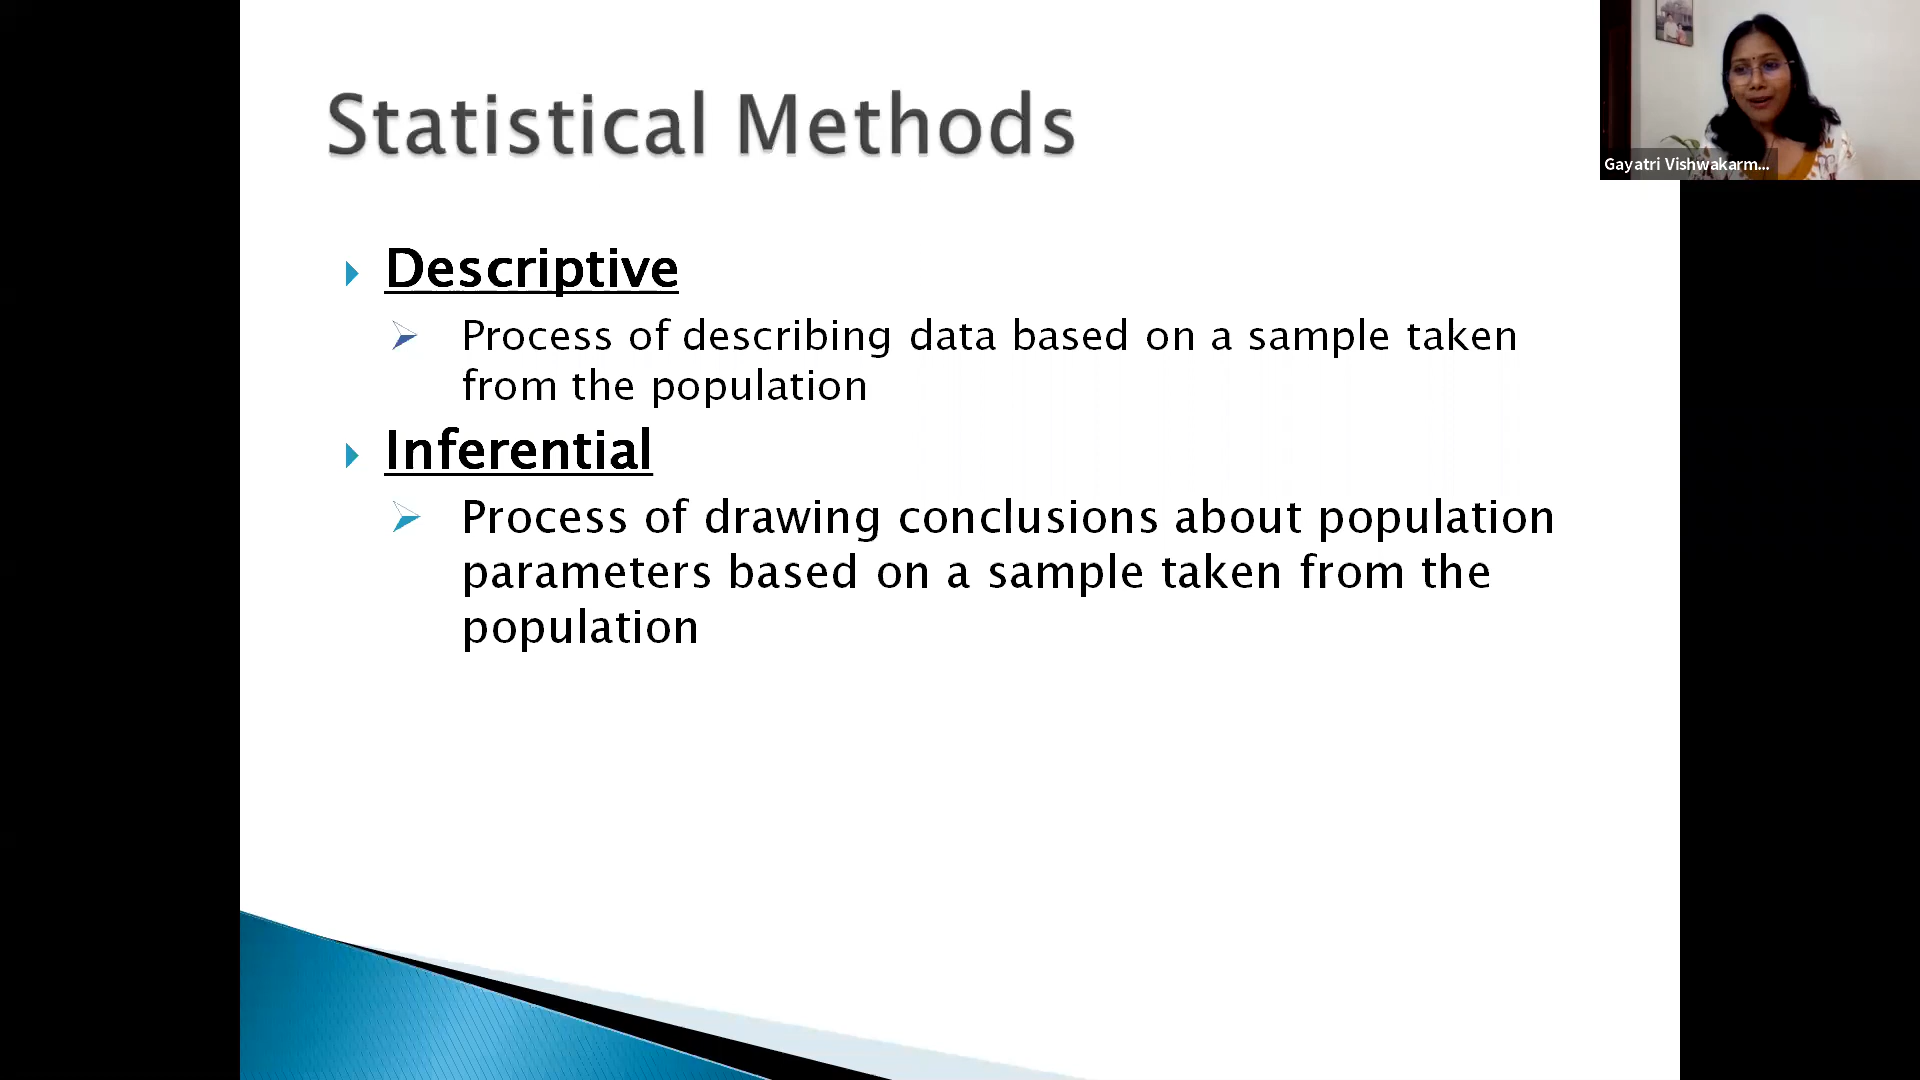 Statistical Methods
Descriptive
Process of describing data based on a sample taken
from the population
Inferential
Process of drawing conclusions about population
parameters based on a sample taken from the
population
Gayatri Vishwakarm...